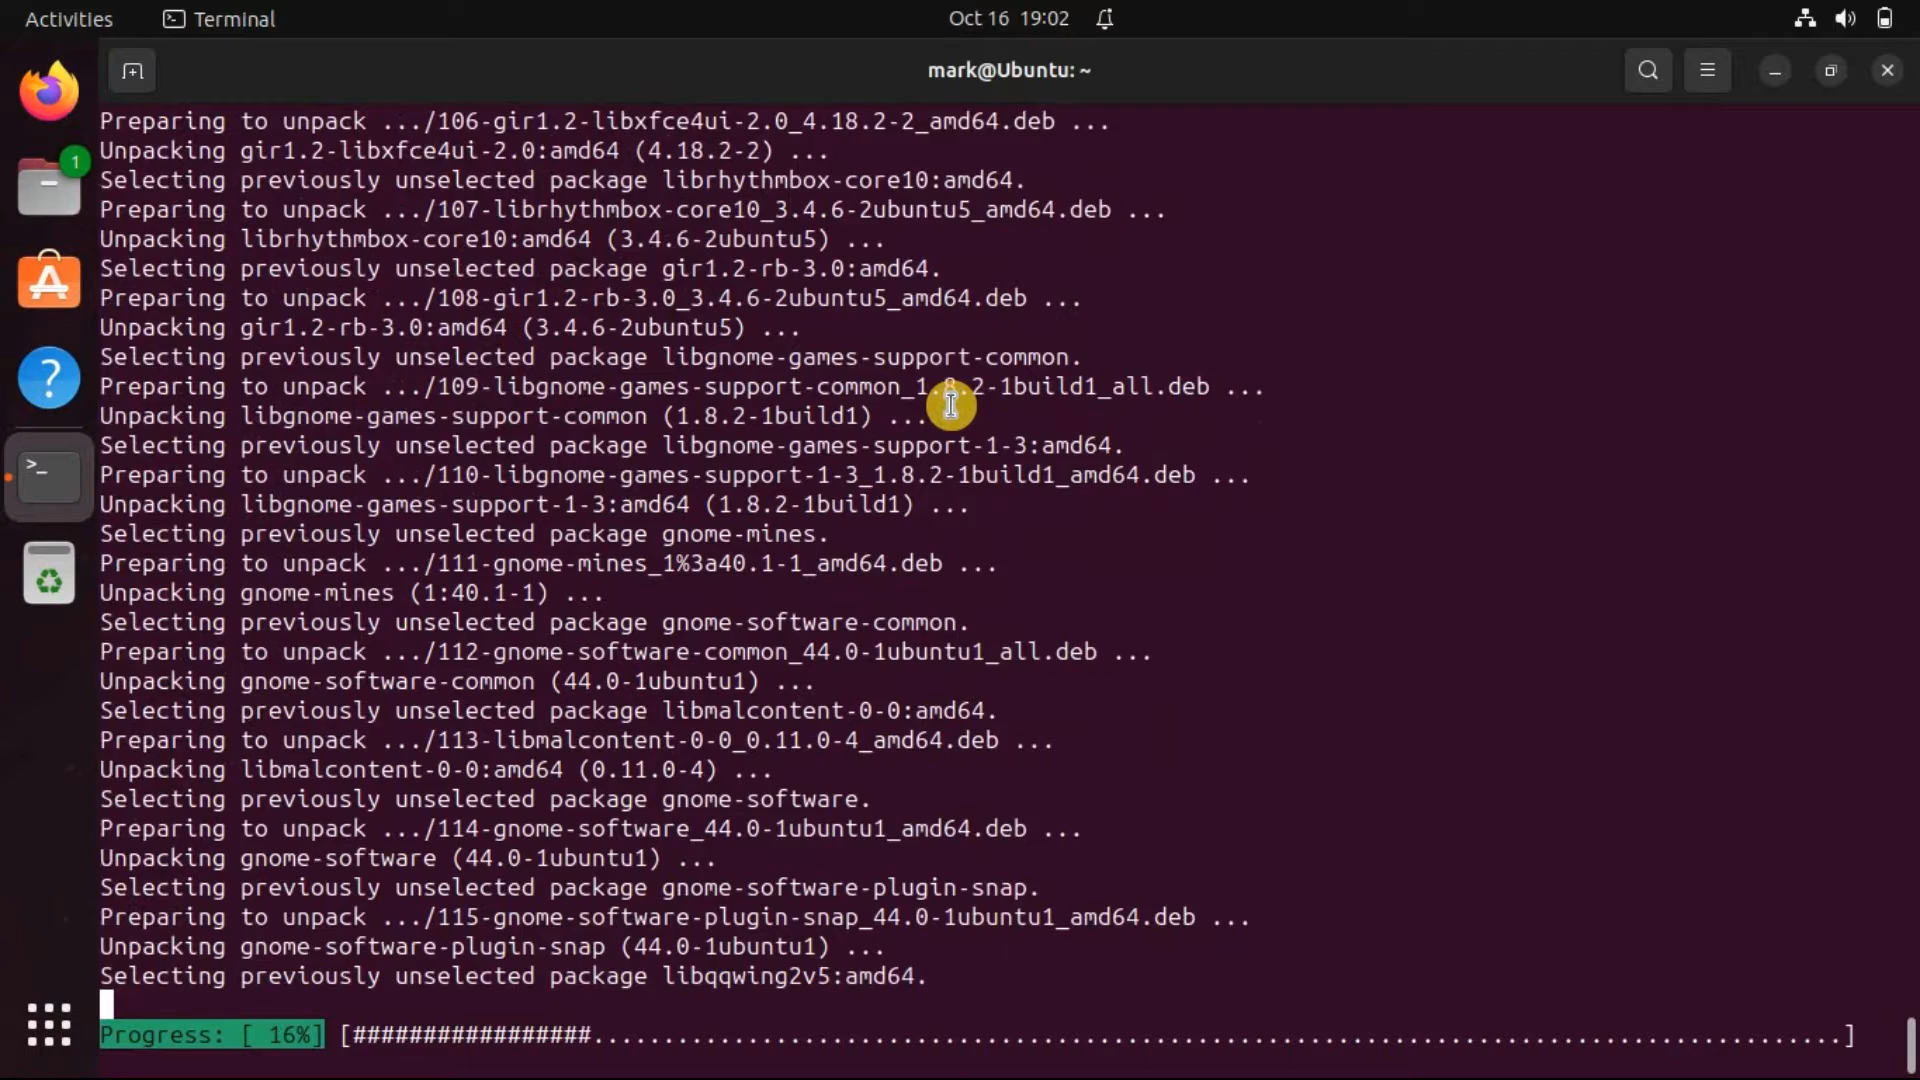 Activities
Terminal
Oct 16 19:02
mark@Ubuntu: ~
1
Preparing to unpack .../106-gir1.2-libxfce4ui-2.0_4.18.2-2_amd64.deb ...
Unpacking gir1.2-libxfce4ui-2.0:amd64 (4.18.2-2) ...
Selecting previously unselected package librhythmbox-core10:amd64.
Preparing to unpack .../107-librhythmbox-core10_3.4.6-2ubuntu5_amd64.deb ...
Unpacking librhythmbox-core10:amd64 (3.4.6-2ubuntu5) ...
Selecting previously unselected package gir1.2-rb-3.0:amd64.
Preparing to unpack .../108-gir1.2-rb-3.0_3.4.6-2ubuntu5_amd64.deb ...
Unpacking gir1.2-rb-3.0:amd64 (3.4.6-2ubuntu5) ...
Selecting previously unselected package libgnome-games-support-common.
Preparing to unpack .../109-libgnome-games-support-common_1.8.2-1build1_all.deb ...
Unpacking libgnome-games-support-common (1.8.2-1build1) ...
Selecting previously unselected package libgnome-games-support-1-3:amd64.
Preparing to unpack .../110-libgnome-games-support-1-3_1.8.2-1build1_amd64.deb ...
Unpacking libgnome-games-support-1-3:amd64 (1.8.2-1build1) ...
Selecting previously unselected package gnome-mines.
Preparing to unpack .../111-gnome-mines_1%3a40.1-1_amd64.deb ...
Unpacking gnome-mines (1:40.1-1) ...
Selecting previously unselected package gnome-software-common.
Preparing to unpack .../112-gnome-software-common_44.0-1ubuntu1_all.deb ...
Unpacking gnome-software-common (44.0-1ubuntu1) ...
Selecting previously unselected package libmalcontent-0-0:amd64.
Preparing to unpack .../113-libmalcontent-0-0_0.11.0-4_amd64.deb ...
Unpacking libmalcontent-0-0:amd64 (0.11.0-4) ...
Selecting previously unselected package gnome-software.
Preparing to unpack .../114-gnome-software_44.0-1ubuntu1_amd64.deb ...
Unpacking gnome-software (44.0-1ubuntu1) ...
Selecting previously unselected package gnome-software-plugin-snap.
Preparing to unpack .../115-gnome-software-plugin-snap_44.0-1ubuntu1_amd64.deb ...
Unpacking gnome-software-plugin-snap (44.0-1ubuntu1) ...
Selecting previously unselected package libqqwing2v5:amd64.
Progress: [ 16%] [#################.........................................................................................]